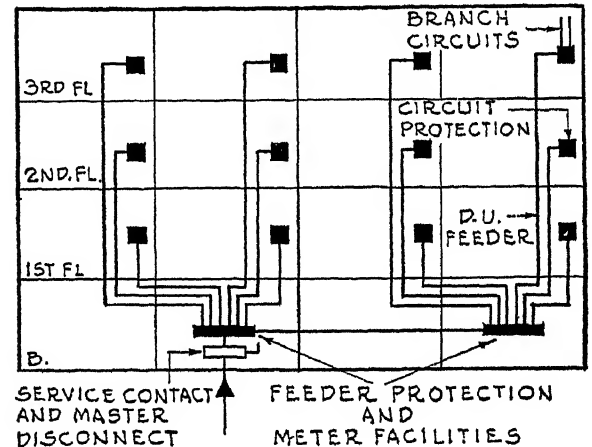 BRANCH
CIRCUITS
3RD FL
CIRCUIT
PROTECTION
2ND. FL.
D.U.
FEEDER
1ST FL
B.
SERVICE CONTACT
AND MASTER
DISCONNECT
FEEDER PROTECTION
AND
METER FACILITIES